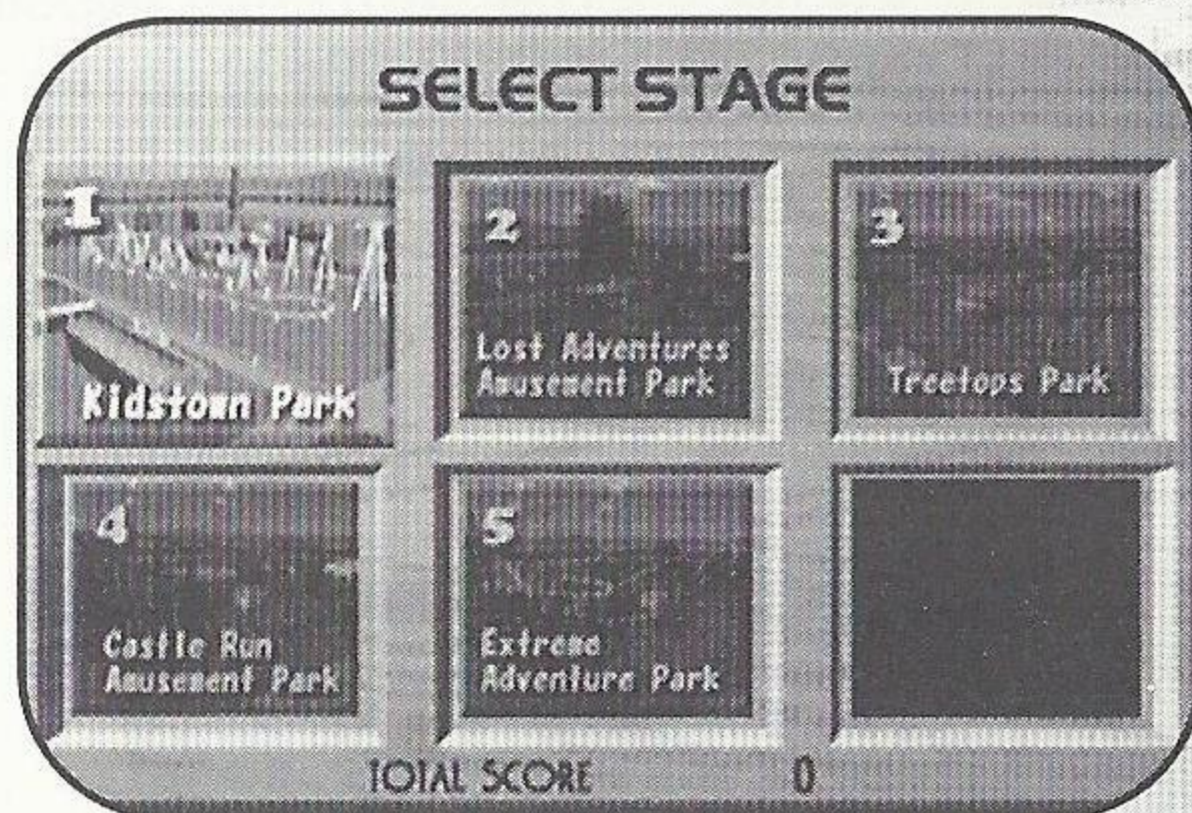 SELECT STAGE
1
Kidstown Park
2
Lost Adventures
Amusement Park
3
Treetops Park
4
Castle Run
Amusement Park
5
Extreme
Adventure Park
TOTAL SCORE 0